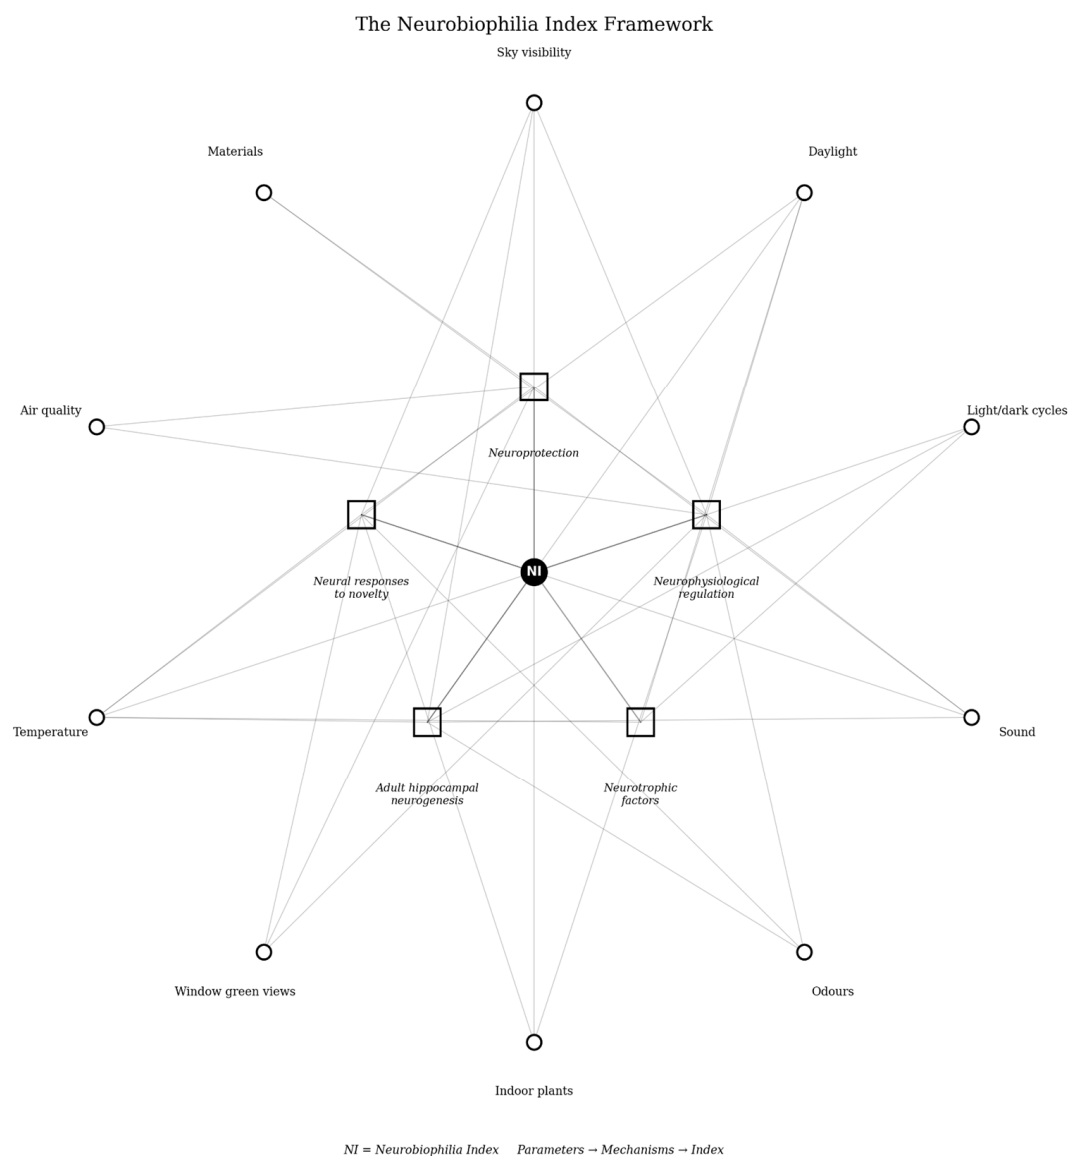 The Neurobiophilia Index Framework
Sky visibility
Materials
Daylight
Air quality
Light/dark cycles
Neuroprotection
NI
Neural responses
to novelty
Neurophysiological
regulation
Temperature
Sound
Adult hippocampal
neurogenesis
Neurotrophic
factors
Window green views
Odours
Indoor plants
NI = Neurobiophilia Index Parameters → Mechanisms → Index